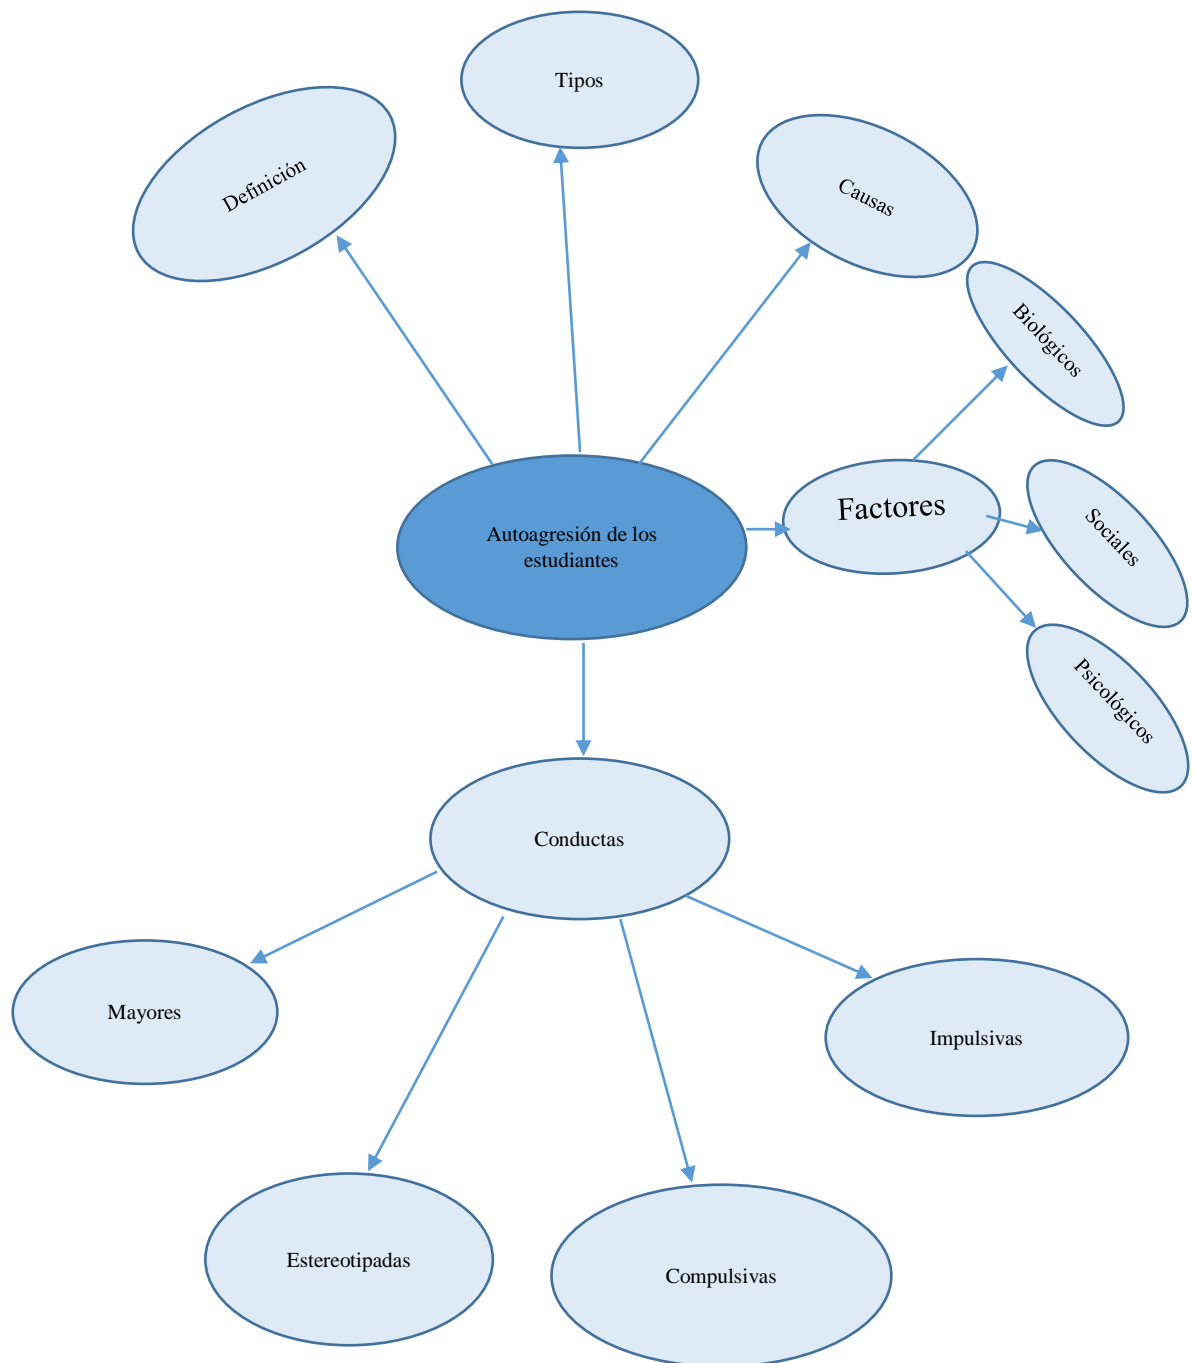 Tipos
Definición
Causas
Biológicos
Factores
Sociales
Autoagresión de los
estudiantes
Psicológicos
Conductas
Mayores
Impulsivas
Estereotipadas
Compulsivas